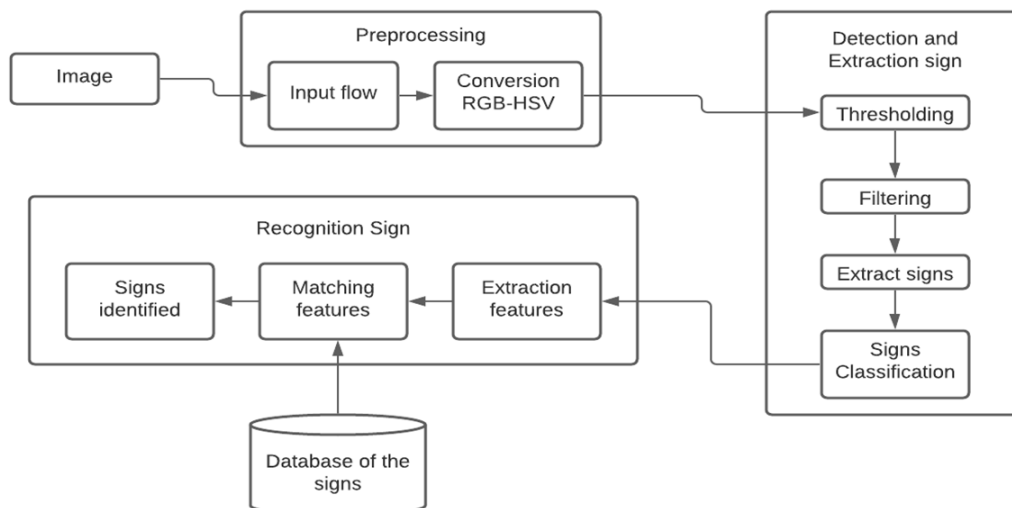 Preprocessing
Image
Input flow
Conversion
RGB-HSV
Detection and
Extraction sign
Thresholding
Filtering
Extract signs
Signs
Classification
Recognition Sign
Signs
identified
Matching
features
Extraction
features
Database of the
signs